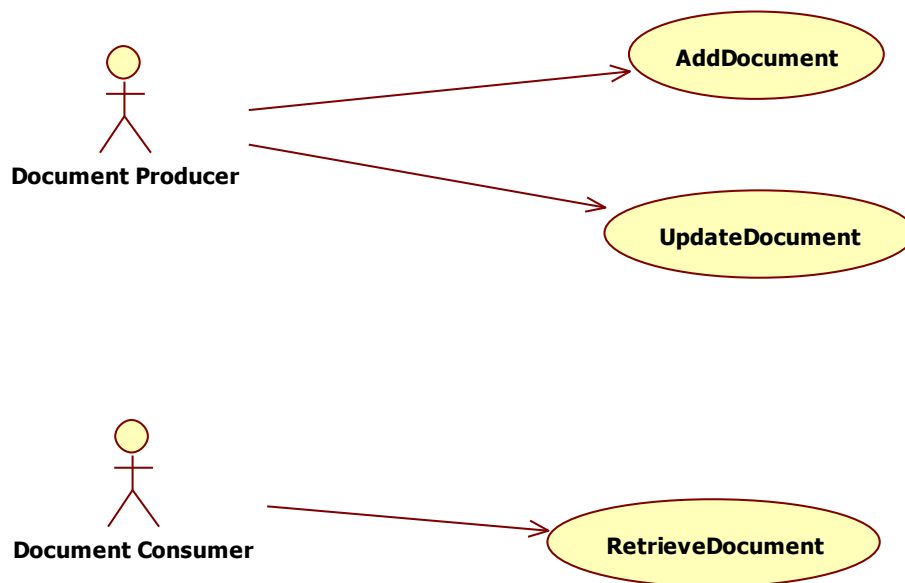 AddDocument
Document Producer
UpdateDocument
Document Consumer
RetrieveDocument